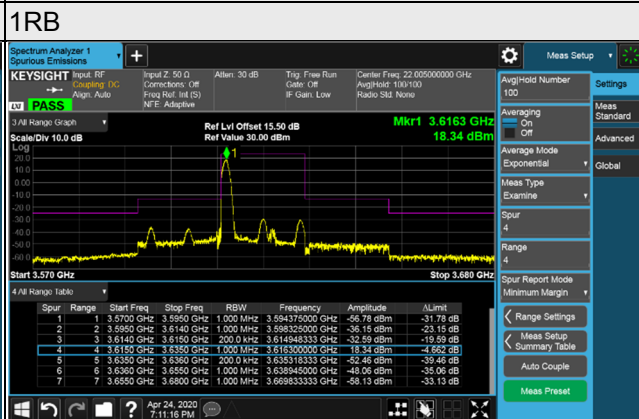 1RB
Spectrum Analyzer 1
Spurious Emissions
Meas Setup
KEYSIGHT Input: RF Input Z: 50 Ω Atten: 30 dB Trig: Free Run Center Freq: 22.005000000 GHz
Coupling: DC Corrections: Off Gate: Off Avg|Hold: 100/100
Align: Auto Freq Ref: Int (S) IF Gain: Low Radio Std: None
NFE: Adaptive
LXI PASS
3 All Range Graph
Scale/Div 10.0 dB
Ref Lvl Offset 15.50 dB
Ref Value 30.00 dBm
Mkr1 3.6163 GHz
18.34 dBm
Log
20.0
10.0
0.00
-10.0
-20.0
-30.0
-40.0
-50.0
-60.0
1
Start 3.570 GHz Stop 3.680 GHz
4 All Range Table
Spur Range Start Freq Stop Freq RBW Frequency Amplitude ΔLimit
1 1 3.5700 GHz 3.5950 GHz 1.000 MHz 3.594375000 GHz -56.78 dBm -31.78 dB
2 2 3.5950 GHz 3.6140 GHz 1.000 MHz 3.598325000 GHz -36.15 dBm -23.15 dB
3 3 3.6140 GHz 3.6150 GHz 200.0 kHz 3.614948333 GHz -32.59 dBm -19.59 dB
4 4 3.6150 GHz 3.6350 GHz 1.000 MHz 3.616300000 GHz 18.34 dBm -4.662 dB
5 5 3.6350 GHz 3.6360 GHz 200.0 kHz 3.635318333 GHz -52.46 dBm -39.46 dB
6 6 3.6360 GHz 3.6550 GHz 1.000 MHz 3.638945000 GHz -48.06 dBm -35.06 dB
7 7 3.6550 GHz 3.6800 GHz 1.000 MHz 3.669833333 GHz -58.13 dBm -33.13 dB
Avg|Hold Number
100
Averaging
On
Off
Average Mode
Exponential
Meas Type
Examine
Spur
4
Range
4
Spur Report Mode
Minimum Margin
Range Settings
Meas Setup
Summary Table
Auto Couple
Meas Preset
Settings
Meas
Standard
Advanced
Global
Apr 24, 2020
7:11:16 PM